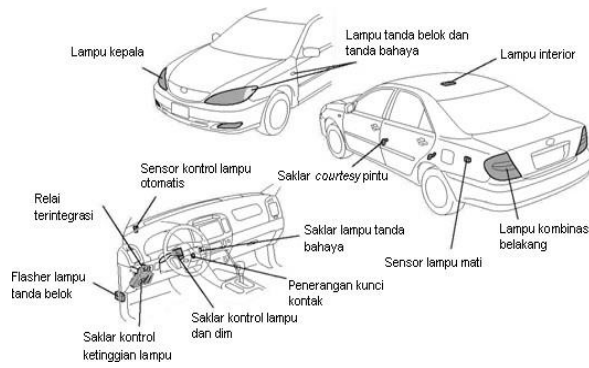 Lampu kepala
Lampu tanda belok dan
tanda bahaya
Lampu interior
Saklar courtesy pintu
Sensor kontrol lampu
otomatis
Relai
terintegrasi
Saklar lampu tanda
bahaya
Lampu kombinas
belakang
Sensor lampu mati
Flasher lampu
tanda belok
Penerangan kunci
kontak
Saklar kontrol lampu
dan dim
Saklar kontrol
ketinggian lampu